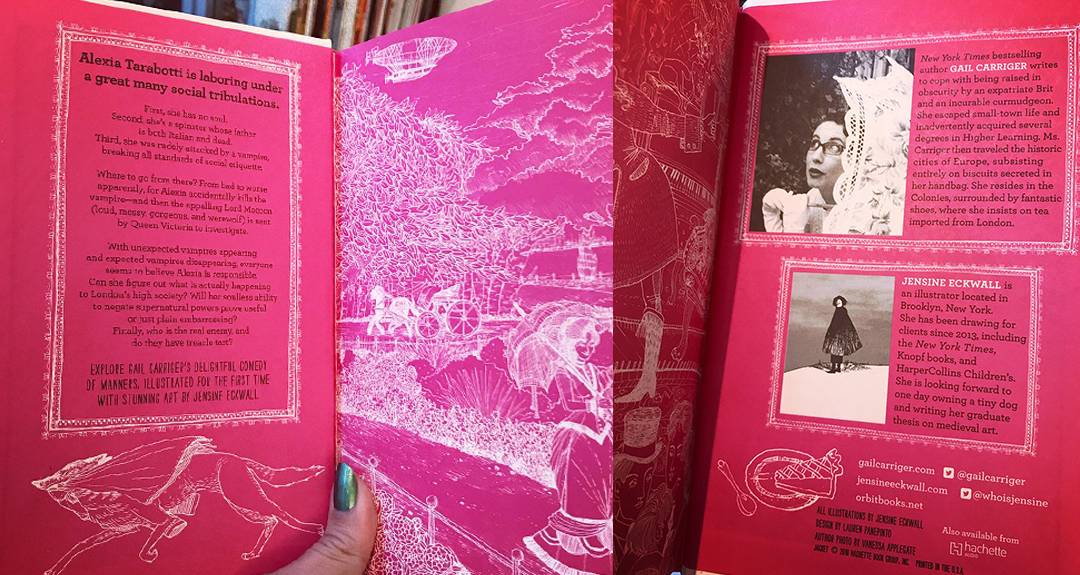 Alexia Tarabotti is laboring under
a great many social tribulations.
First, she has no soul.
Second, she's a spinster whose father
is both Italian and dead.
Third, she was rudely attacked by a vampire,
breaking all standards of social etiquette.
Where to go from there? From bad to worse
apparently, for Alexia accidentally kills the
vampire—and then the appalling Lord Maccon
(loud, messy, gorgeous, and werewolf) is sent
by Queen Victoria to investigate.
With unexpected vampires appearing
and expected vampires disappearing, everyone
seems to believe Alexia is responsible.
Can she figure out what is actually happening
to London's high society? Will her soulless ability
to negate supernatural powers prove useful
or just plain embarrassing?
Finally, who is the real enemy, and
do they have treacle tart?
EXPLORE GAIL CARRIGER'S DELIGHTFUL COMEDY
OF MANNERS, ILLUSTRATED FOR THE FIRST TIME
WITH STUNNING ART BY JENSINE ECKWALL.
New York Times bestselling
author GAIL CARRIGER writes
to cope with being raised in
obscurity by an expatriate Brit
and an incurable curmudgeon.
She escaped small-town life and
inadvertently acquired several
degrees in Higher Learning. Ms.
Carriger then traveled the historic
cities of Europe, subsisting
entirely on biscuits secreted in
her handbag. She resides in the
Colonies, surrounded by fantastic
shoes, where she insists on tea
imported from London.
JENSINE ECKWALL is
an illustrator located in
Brooklyn, New York.
She has been drawing for
clients since 2013, including
the New York Times,
Knopf books, and
HarperCollins Children's.
She is looking forward to
one day owning a tiny dog
and writing her graduate
thesis on medieval art.
gailcarriger.com @gailcarriger
jensineeckwall.com @whoisjensine
orbitbooks.net
ALL ILLUSTRATIONS BY JENSINE ECKWALL
DESIGN BY LAUREN PANEPINTO
AUTHOR PHOTO BY VANESSA APPLEGATE
JACKET © 2018 HACHETTE BOOK GROUP, INC. PRINTED IN THE U.S.A.
Also available from
hachette
AUDIO